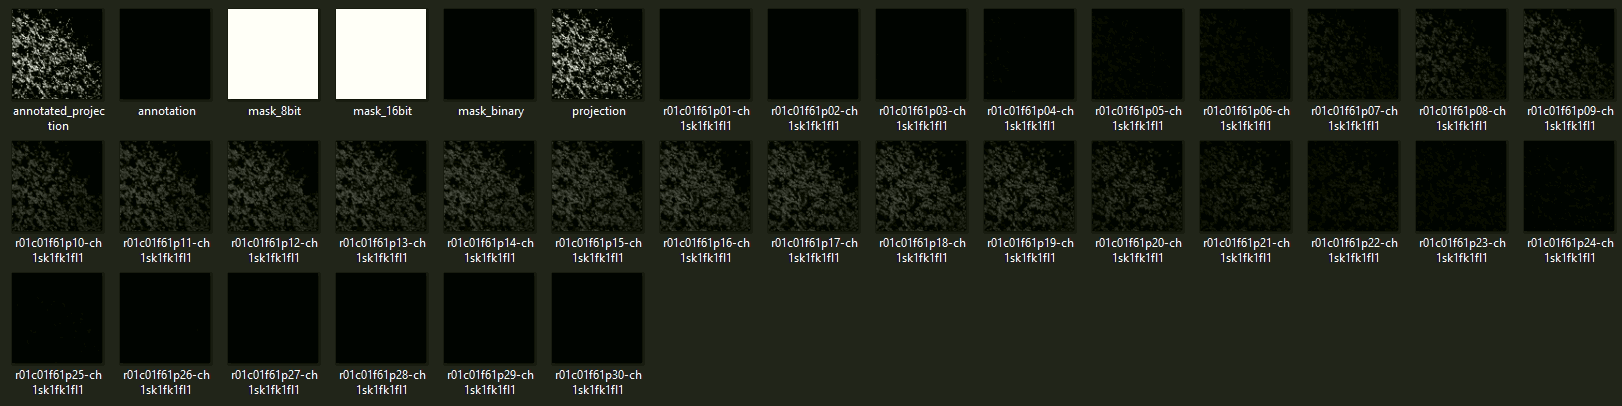 annotated_projec
tion
annotation
mask_8bit
mask_16bit
mask_binary
projection
r01c01f61p01-ch
1sk1fk1fl1
r01c01f61p02-ch
1sk1fk1fl1
r01c01f61p03-ch
1sk1fk1fl1
r01c01f61p04-ch
1sk1fk1fl1
r01c01f61p05-ch
1sk1fk1fl1
r01c01f61p06-ch
1sk1fk1fl1
r01c01f61p07-ch
1sk1fk1fl1
r01c01f61p08-ch
1sk1fk1fl1
r01c01f61p09-ch
1sk1fk1fl1
r01c01f61p10-ch
1sk1fk1fl1
r01c01f61p11-ch
1sk1fk1fl1
r01c01f61p12-ch
1sk1fk1fl1
r01c01f61p13-ch
1sk1fk1fl1
r01c01f61p14-ch
1sk1fk1fl1
r01c01f61p15-ch
1sk1fk1fl1
r01c01f61p16-ch
1sk1fk1fl1
r01c01f61p17-ch
1sk1fk1fl1
r01c01f61p18-ch
1sk1fk1fl1
r01c01f61p19-ch
1sk1fk1fl1
r01c01f61p20-ch
1sk1fk1fl1
r01c01f61p21-ch
1sk1fk1fl1
r01c01f61p22-ch
1sk1fk1fl1
r01c01f61p23-ch
1sk1fk1fl1
r01c01f61p24-ch
1sk1fk1fl1
r01c01f61p25-ch
1sk1fk1fl1
r01c01f61p26-ch
1sk1fk1fl1
r01c01f61p27-ch
1sk1fk1fl1
r01c01f61p28-ch
1sk1fk1fl1
r01c01f61p29-ch
1sk1fk1fl1
r01c01f61p30-ch
1sk1fk1fl1